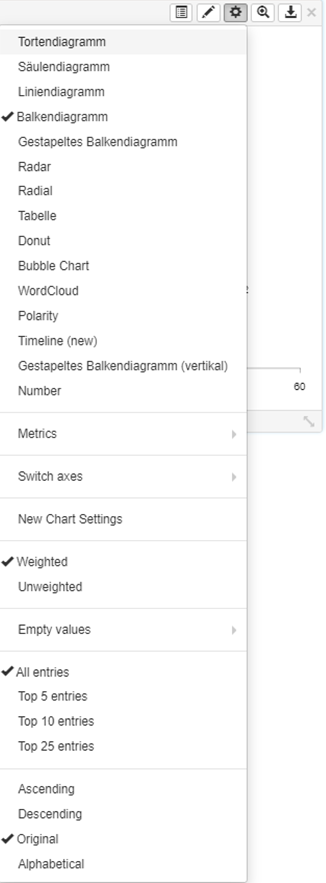 Tortendiagramm
Säulendiagramm
Liniendiagramm
Balkendiagramm
Gestapeltes Balkendiagramm
Radar
Radial
Tabelle
Donut
Bubble Chart
WordCloud
Polarity
Timeline (new)
Gestapeltes Balkendiagramm (vertikal)
Number
60
Metrics
Switch axes
New Chart Settings
Weighted
Unweighted
Empty values
All entries
Top 5 entries
Top 10 entries
Top 25 entries
Ascending
Descending
Original
Alphabetical